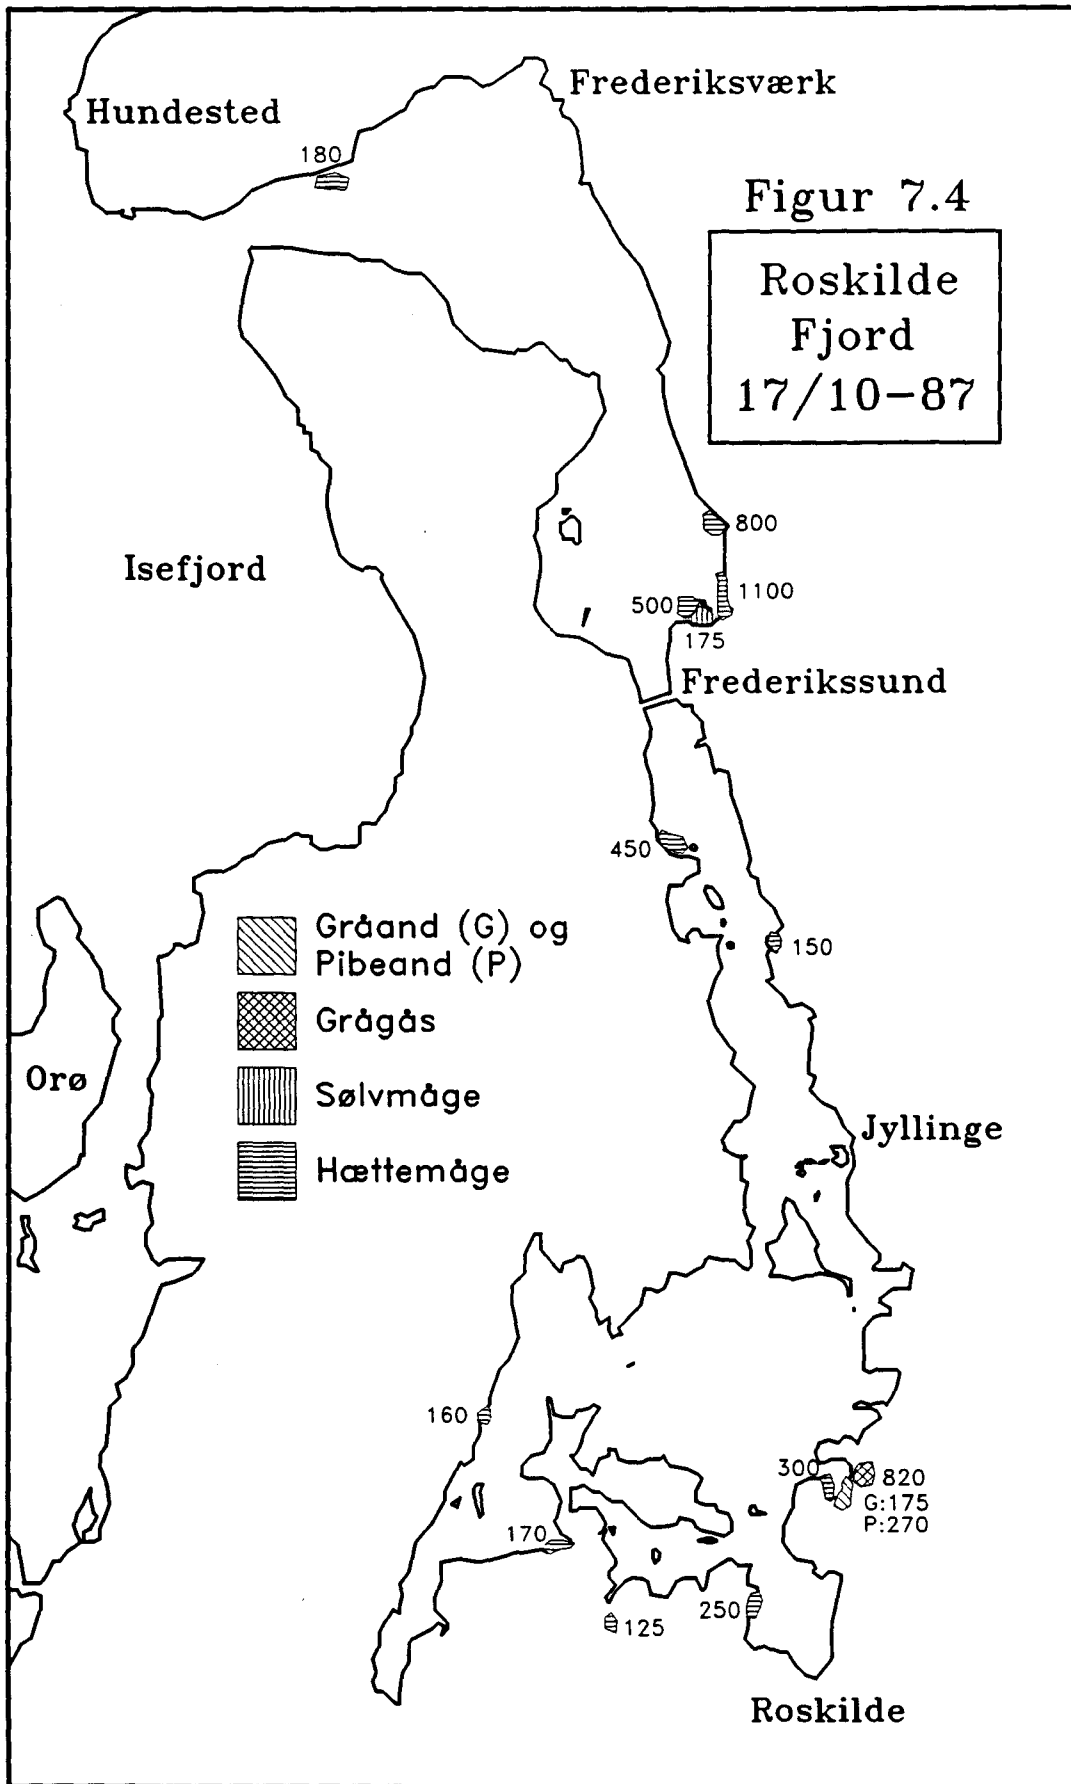 Frederiksværk
Hundested
180
Figur 7.4
Roskilde
Fjord
17/10-87
800
Isefjord
1100
500
175
Frederikssund
450
Gråand (G) og
Pibeand (P)
150
Grågås
Orø
Sølvmåge
Jyllinge
Hættemåge
160
300
820
G:175
P:270
170
250
125
Roskilde